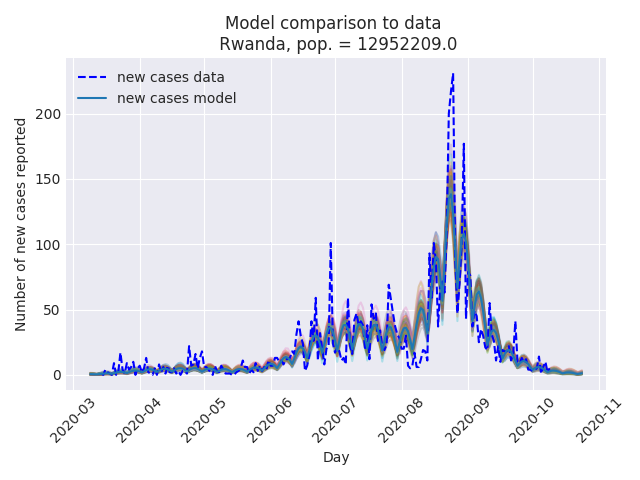 Model comparison to data
Rwanda, pop. = 12952209.0
new cases data
new cases model
Number of new cases reported
200
150
100
50
0
2020-03
2020-04
2020-05
2020-06
2020-07
2020-08
2020-09
2020-10
2020-11
Day